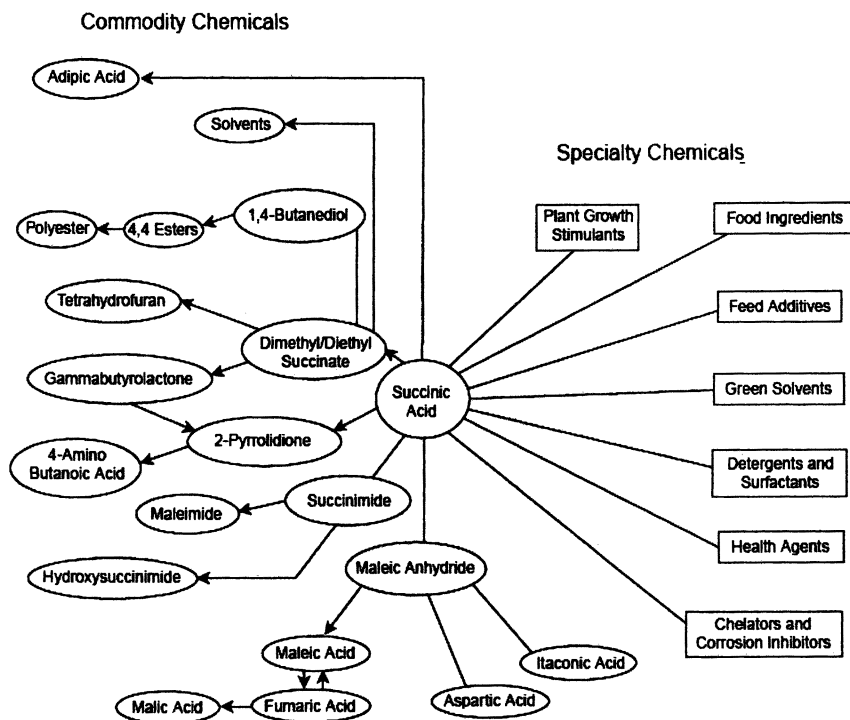 Commodity Chemicals
Adipic Acid
Solvents
Specialty Chemicals
Plant Growth
Stimulants
Food Ingredients
1,4-Butanediol
Polyester
4,4 Esters
Tetrahydrofuran
Feed Additives
Dimethyl/Diethyl
Succinate
Gammabutyrolactone
Succinic
Acid
Green Solvents
2-Pyrrolidione
4-Amino
Butanoic Acid
Detergents and
Surfactants
Succinimide
Maleimide
Health Agents
Hydroxysuccinimide
Maleic Anhydride
Chelators and
Corrosion Inhibitors
Maleic Acid
Itaconic Acid
Malic Acid
Fumaric Acid
Aspartic Acid